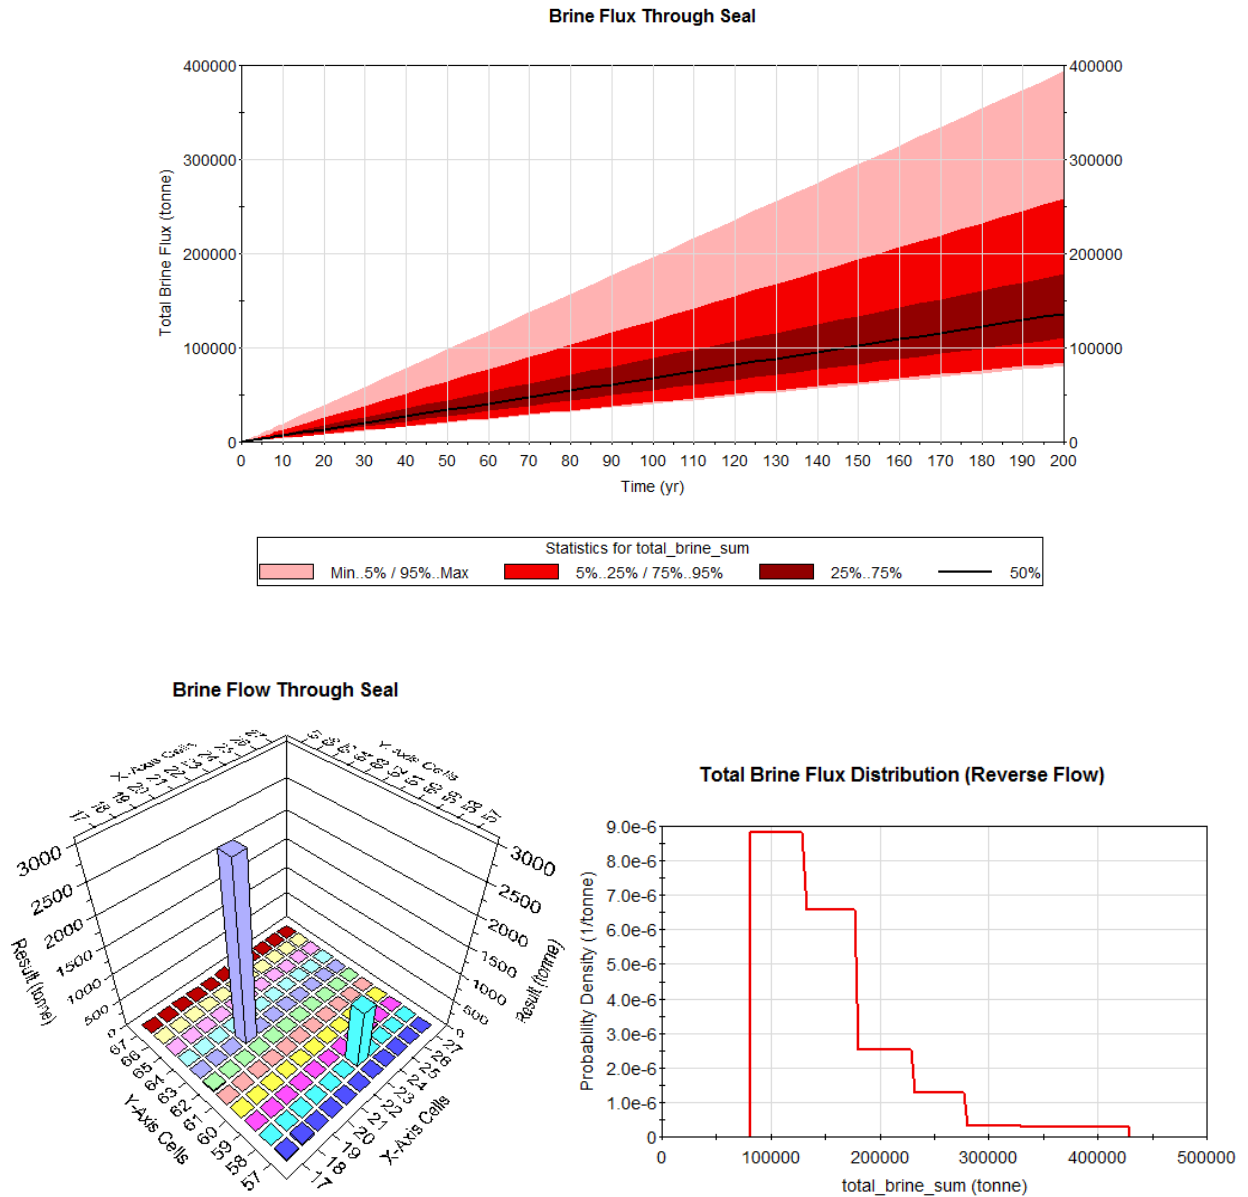 Brine Flux Through Seal
400000
300000
200000
100000
0
Total Brine Flux (tonne)
400000
300000
200000
100000
0
0 10 20 30 40 50 60 70 80 90 100 110 120 130 140 150 160 170 180 190 200
Time (yr)
Statistics for total_brine_sum
Min..5% / 95%..Max 5%..25% / 75%..95% 25%..75% 50%
Brine Flow Through Seal
X-Axis Cells
Y-Axis Cells
17 18 19 20 21 22 23
57
3000
2500
2000
1500
1000
500
0
Result (tonne)
3000
2500
2000
1500
1000
500
0
Result (tonne)
67 66 65 64 63 62 61 60 59 58 57
Y-Axis Cells
17 18 19 20 21 22 23 24 25 26 27
X-Axis Cells
Total Brine Flux Distribution (Reverse Flow)
9.0e-6
8.0e-6
7.0e-6
6.0e-6
5.0e-6
4.0e-6
3.0e-6
2.0e-6
1.0e-6
0
Probability Density (1/tonne)
0 100000 200000 300000 400000 500000
total_brine_sum (tonne)